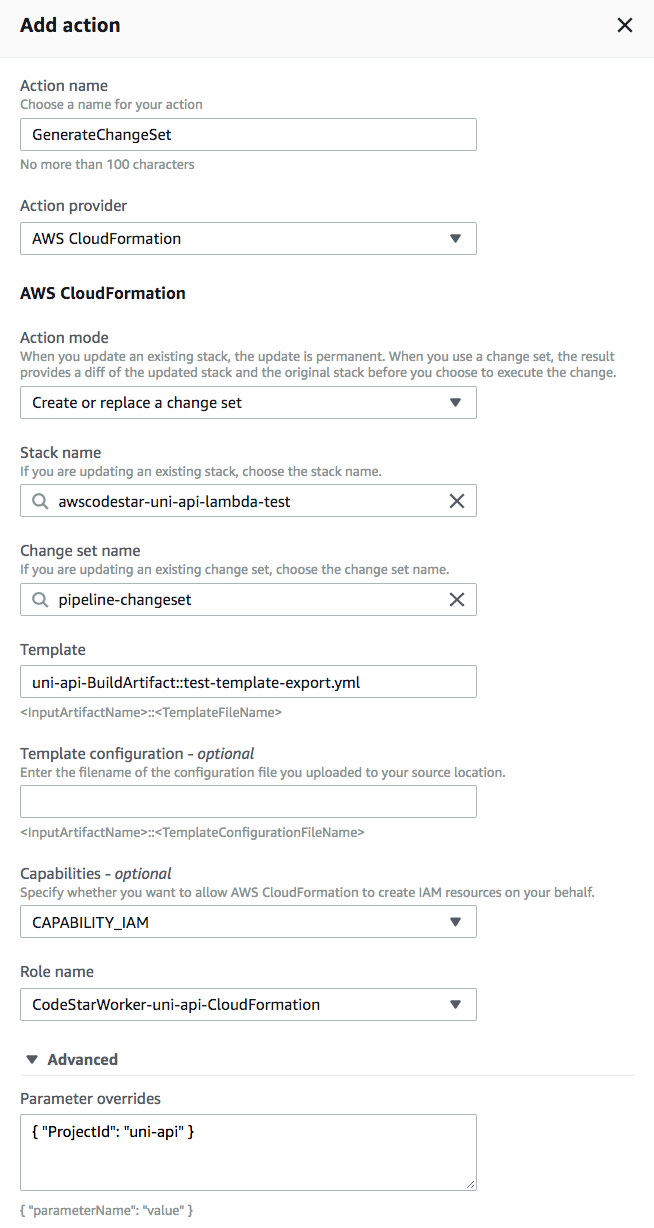 Add action
Action name
Choose a name for your action
GenerateChangeSet
No more than 100 characters
Action provider
AWS CloudFormation
AWS CloudFormation
Action mode
When you update an existing stack, the update is permanent. When you use a change set, the result
provides a diff of the updated stack and the original stack before you choose to execute the change.
Create or replace a change set
Stack name
If you are updating an existing stack, choose the stack name.
awscodestar-uni-api-lambda-test
Change set name
If you are updating an existing change set, choose the change set name.
pipeline-changeset
Template
uni-api-BuildArtifact::test-template-export.yml
<InputArtifactName>::<TemplateFileName>
Template configuration - optional
Enter the filename of the configuration file you uploaded to your source location.
<InputArtifactName>::<TemplateConfigurationFileName>
Capabilities - optional
Specify whether you want to allow AWS CloudFormation to create IAM resources on your behalf.
CAPABILITY_IAM
Role name
CodeStarWorker-uni-api-CloudFormation
Advanced
Parameter overrides
{ "ProjectId": "uni-api" }
{ "parameterName": "value" }